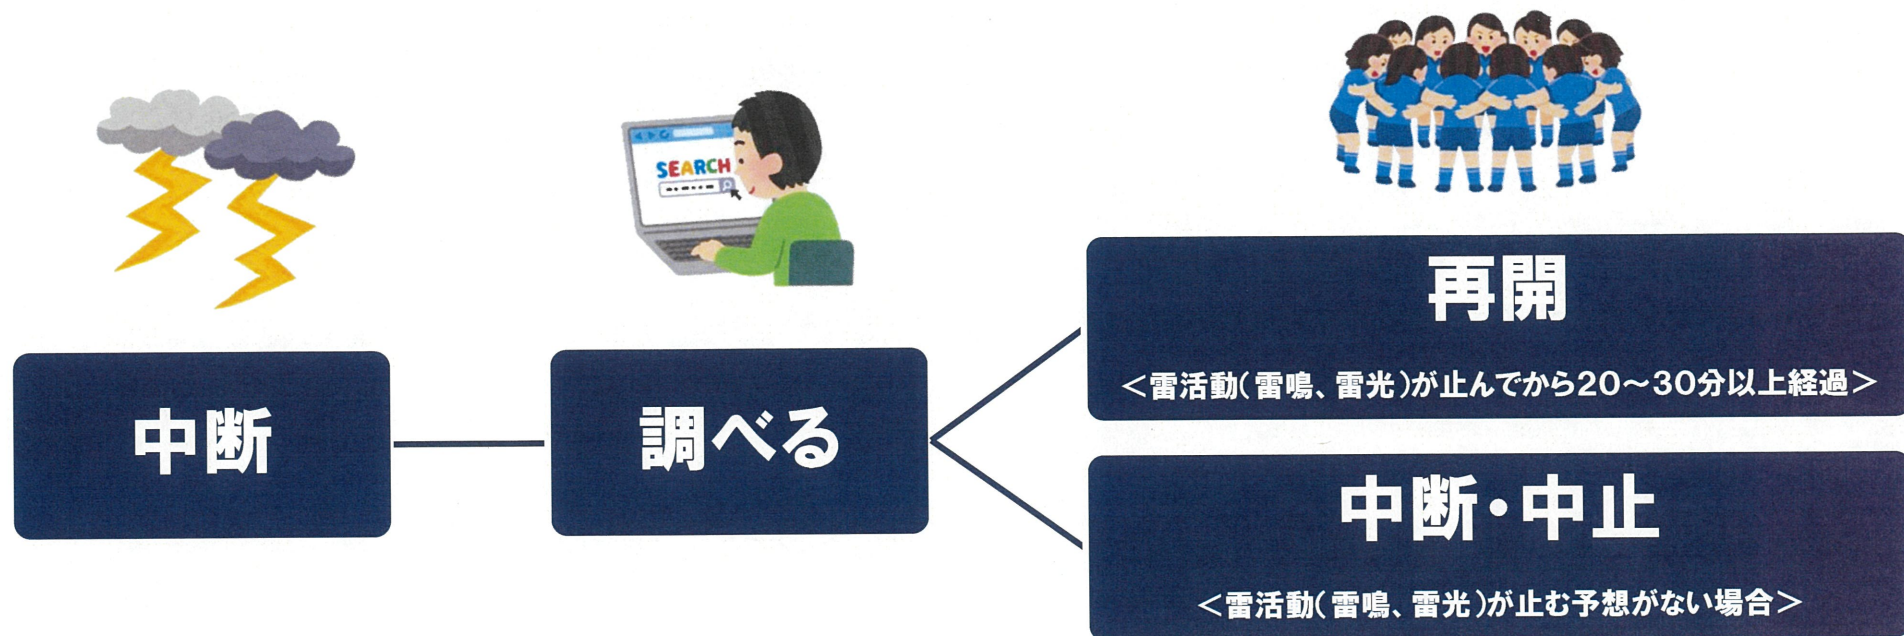 SEARCH
中断
調べる
再開
<雷活動(雷鳴、雷光)が止んでから20～30分以上経過>
中断・中止
<雷活動(雷鳴、雷光)が止む予想がない場合>